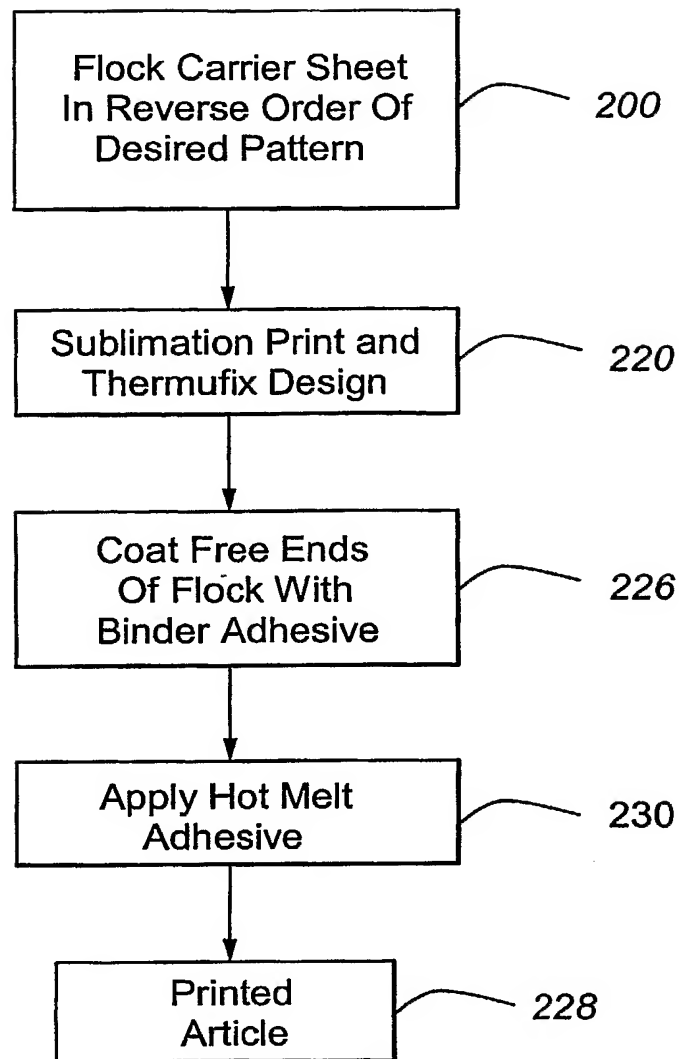 Flock Carrier Sheet
In Reverse Order Of
Desired Pattern
200
Sublimation Print and
Thermufix Design
220
Coat Free Ends
Of Flock With
Binder Adhesive
226
Apply Hot Melt
Adhesive
230
Printed
Article
228